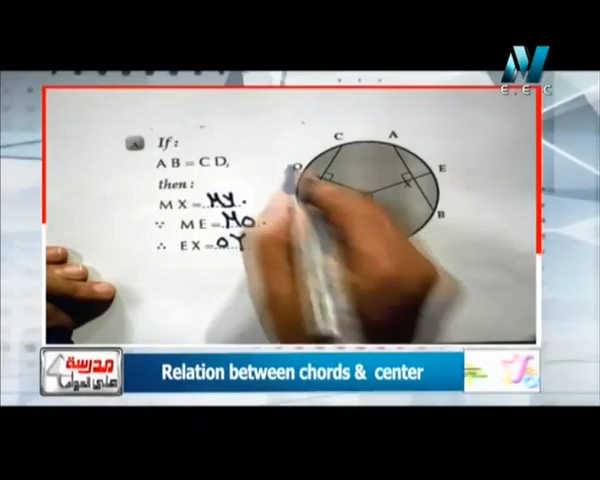 E.E.C
A If:
AB = CD,
then:
MX = MY.
∵ ME = MO
∴ EX = OY
C A
O E
X
B
مدرسة
على الهواء
Relation between chords & center